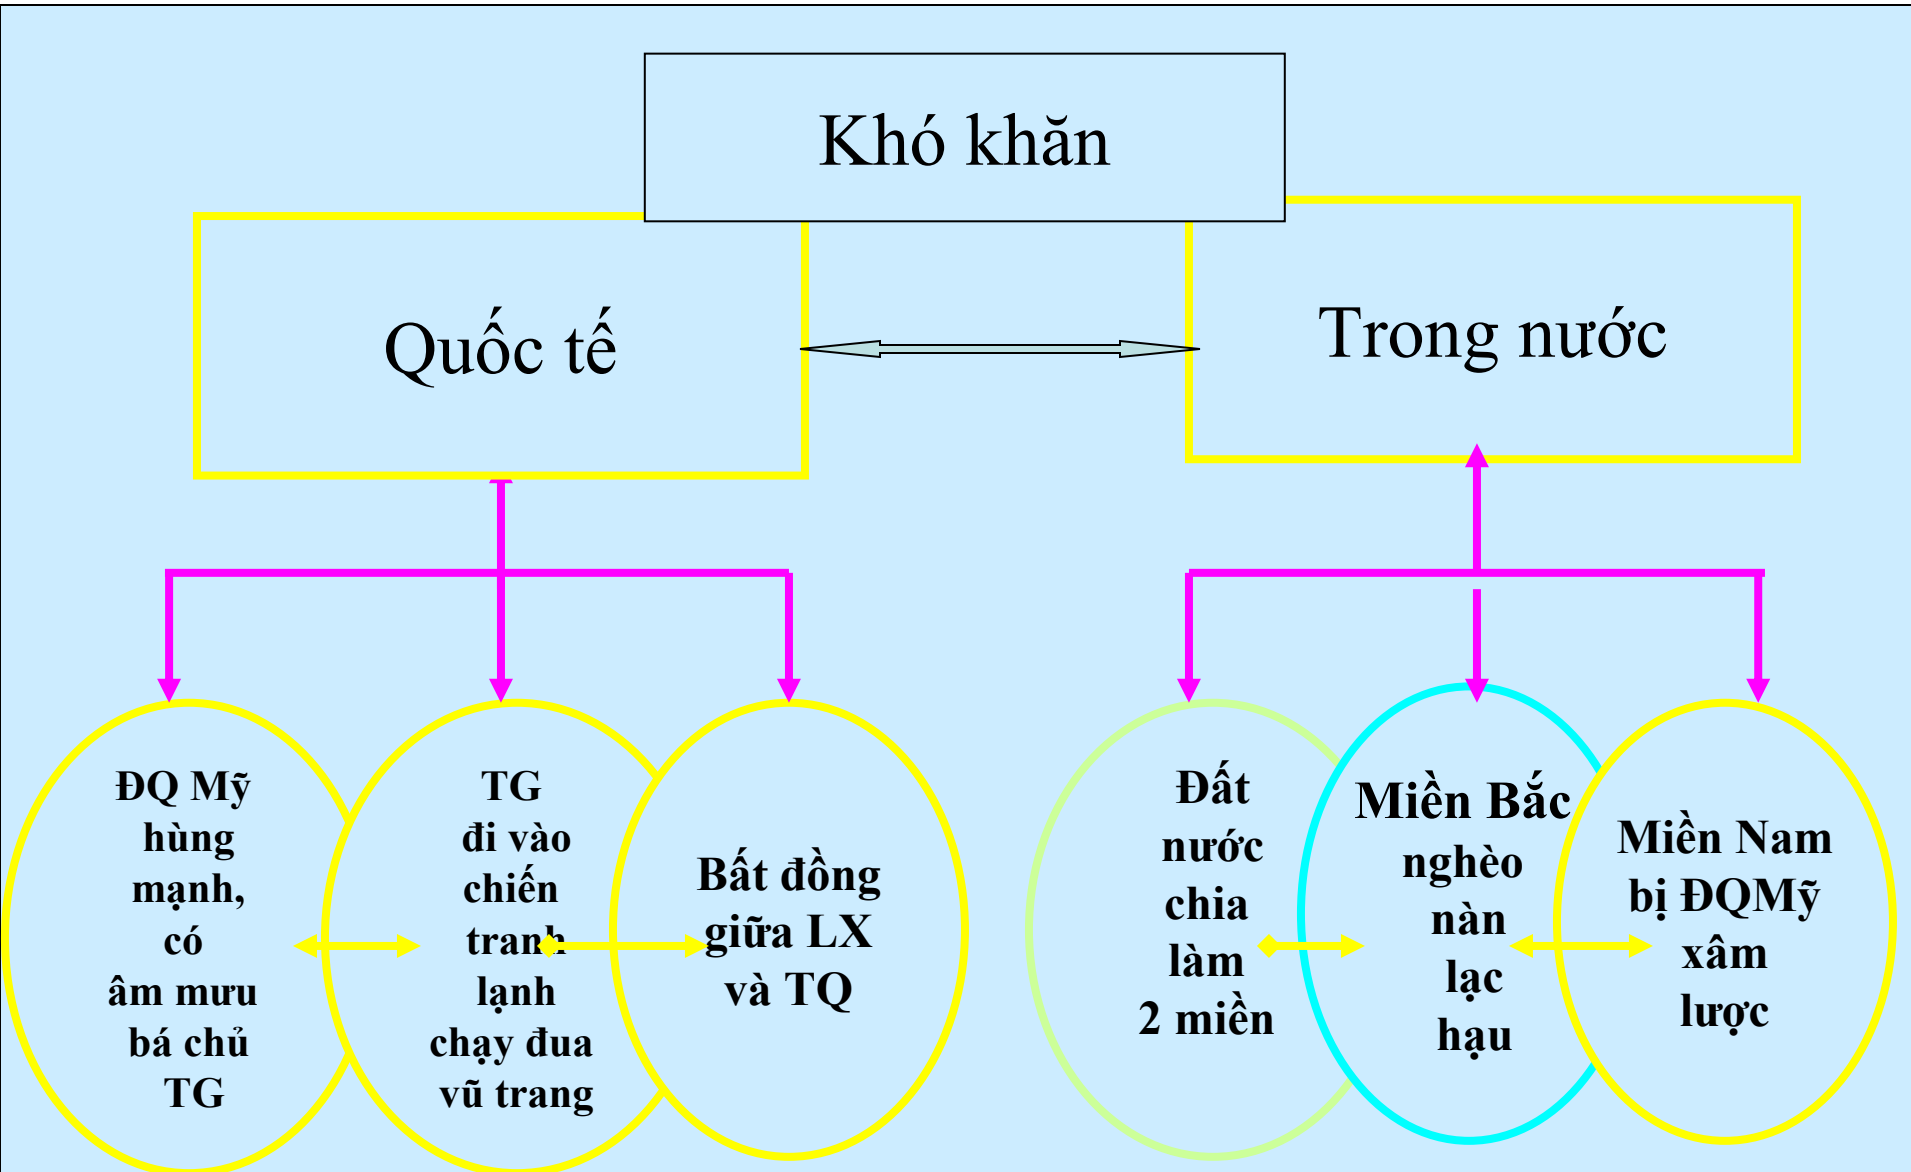 Khó khăn
Quốc tế
Trong nước
ĐQ Mỹ
hùng
mạnh,
có
âm mưu
bá chủ
TG
TG
đi vào
chiến
tranh
lạnh
chạy đua
vũ trang
Bất đồng
giữa LX
và TQ
Đất
nước
chia
làm
2 miền
Miền Bắc
nghèo
nàn
lạc
hậu
Miền Nam
bị ĐQMỹ
xâm
lược